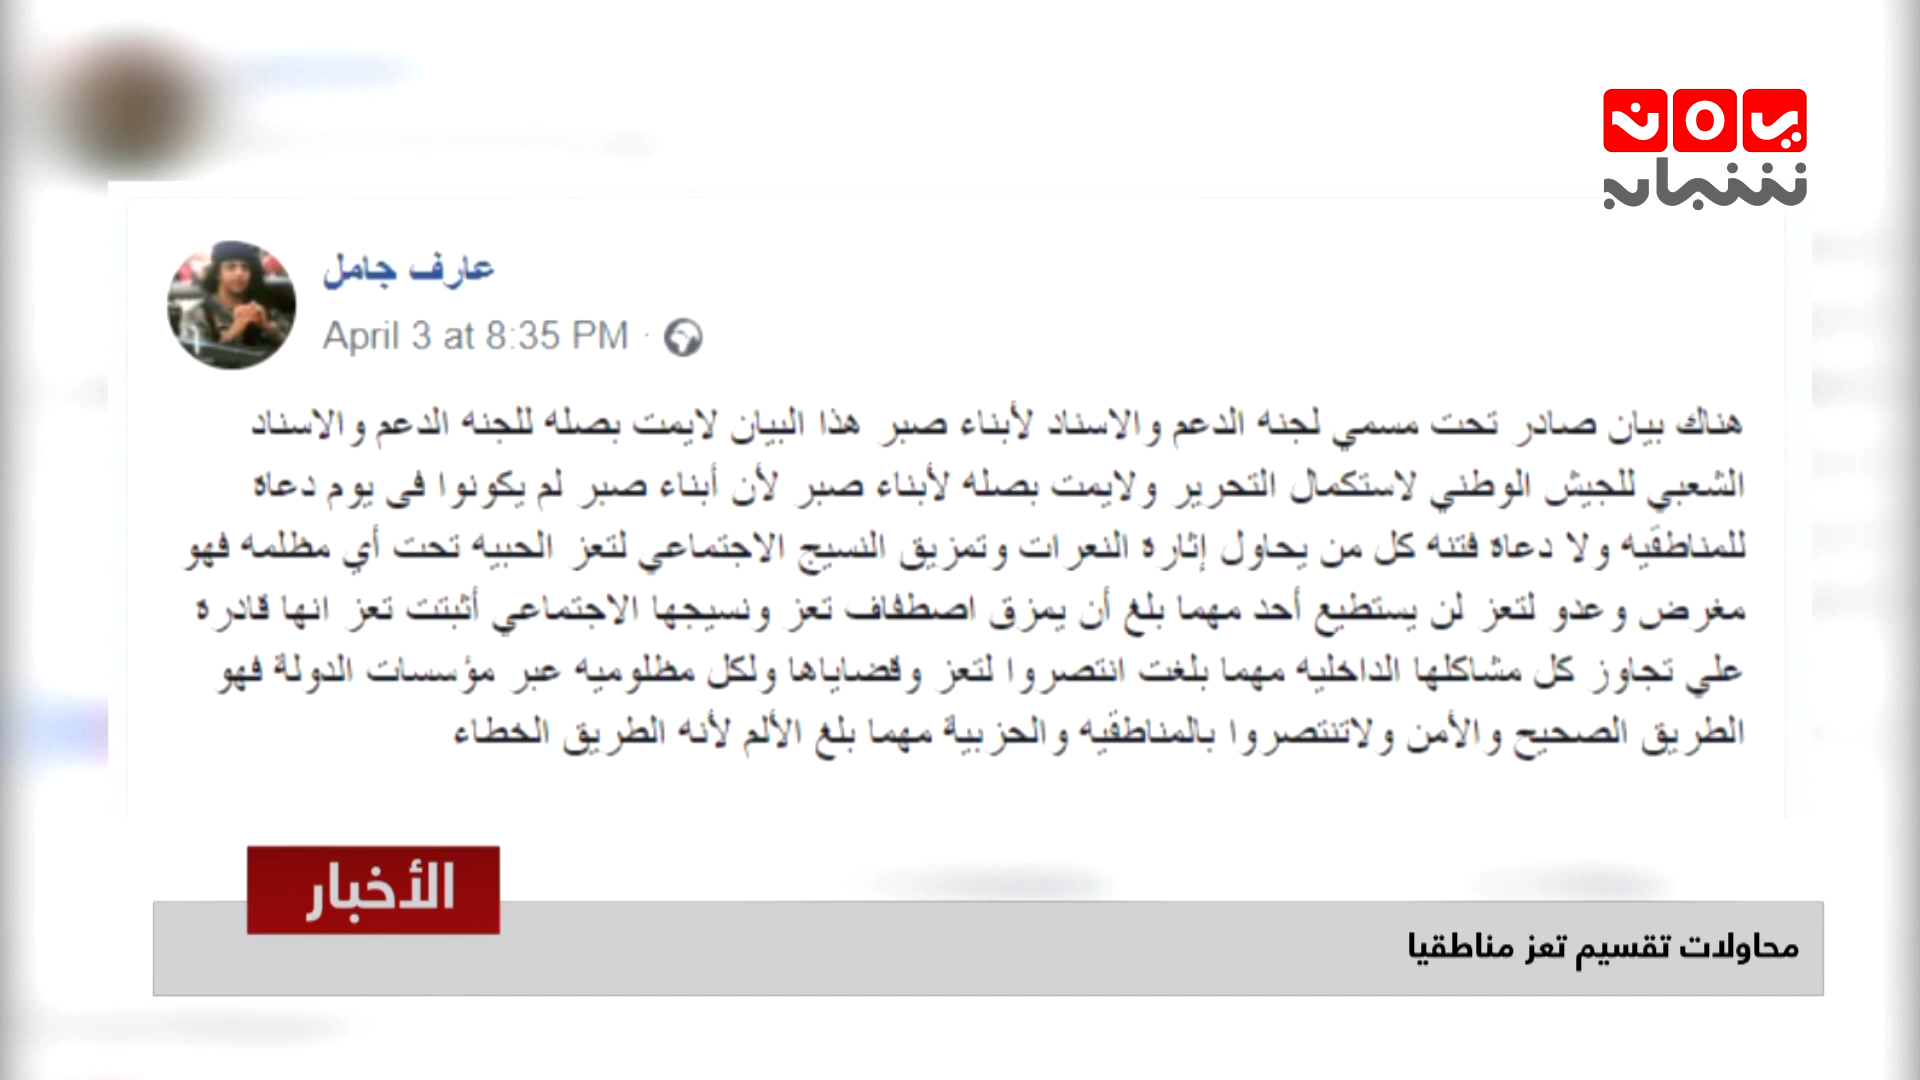 يمن
شباب
عارف جامل
April 3 at 8:35 PM ·
هناك بيان صادر تحت مسمي لجنه الدعم والاسناد لأبناء صبر هذا البيان لايمت بصله للجنه الدعم والاسناد
الشعبي للجيش الوطني لاستكمال التحرير ولايمت بصله لأبناء صبر لأن أبناء صبر لم يكونوا فى يوم دعاة
للمناطقيه ولا دعاة فتنه كل من يحاول إثاره النعرات وتمزيق النسيج الاجتماعي لتعز الحبيه تحت أي مظلمه فهو
مغرض وعدو لتعز لن يستطيع أحد مهما بلغ أن يمزق اصطفاف تعز ونسيجها الاجتماعي أثبتت تعز انها قادرة
علي تجاوز كل مشاكلها الداخليه مهما بلغت انتصروا لتعز وقضاياها ولكل مظلوميه عبر مؤسسات الدولة فهو
الطريق الصحيح والأمن ولاتنتصروا بالمناطقيه والحزبية مهما بلغ الألم لأنه الطريق الخطاء
الأخبار
محاولات تقسيم تعز مناطقيا